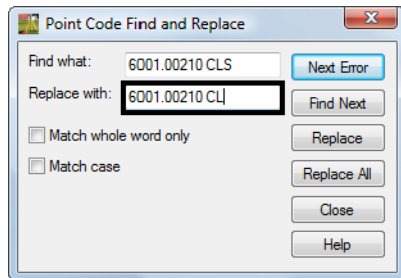 Point Code Find and Replace
Find what: 6001.00210 CLS
Next Error
Replace with: 6001.00210 CL
Find Next
Match whole word only
Replace
Match case
Replace All
Close
Help